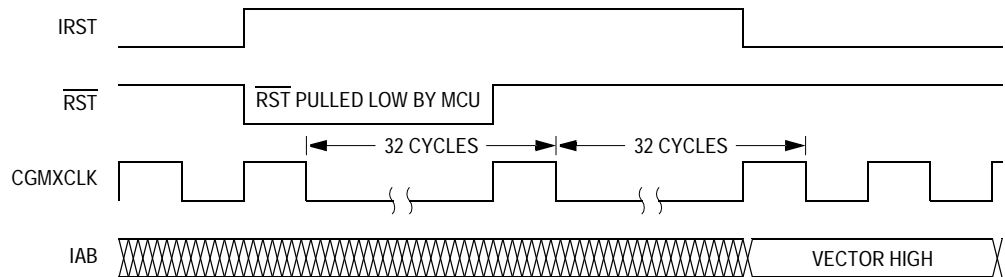 IRST
RST
RST PULLED LOW BY MCU
32 CYCLES
32 CYCLES
CGMXCLK
IAB
VECTOR HIGH